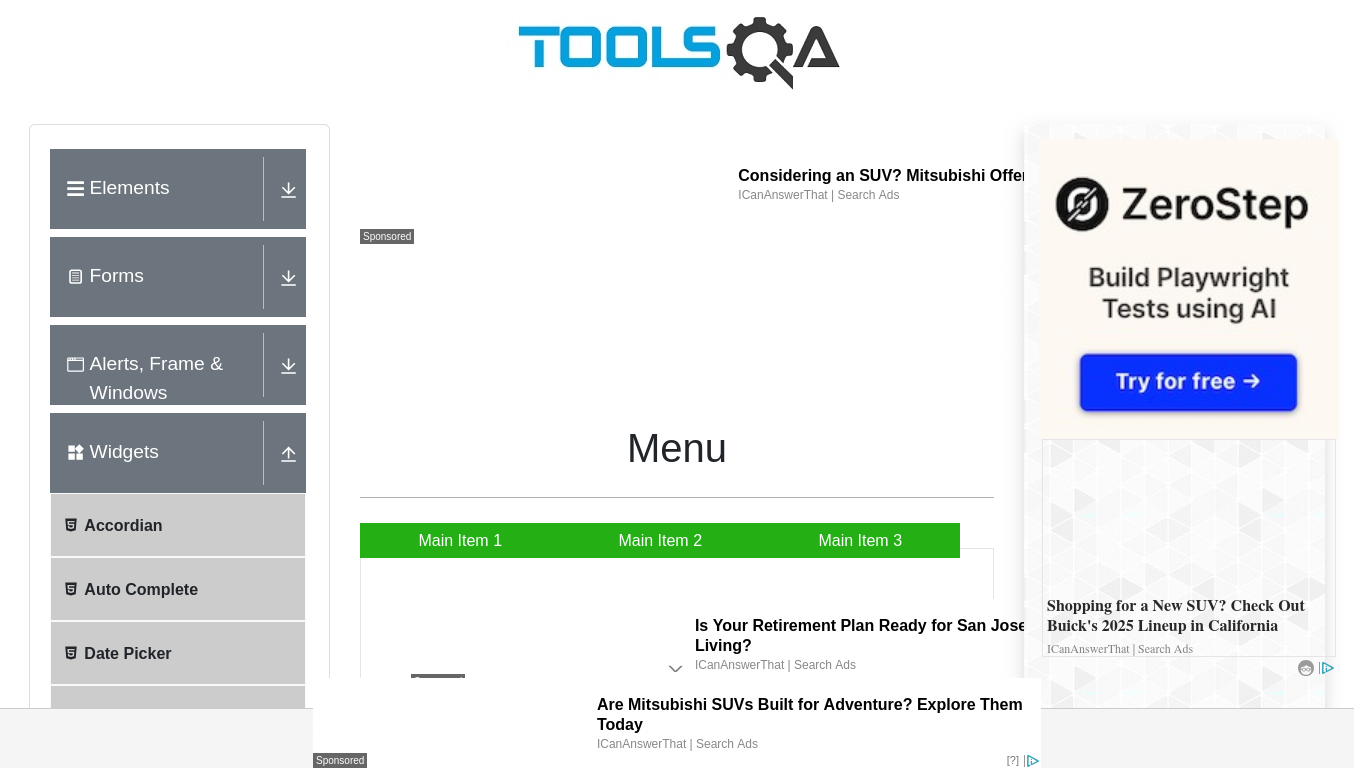 TOOLSQA
Elements
Forms
Alerts, Frame &
Windows
Widgets
Accordian
Auto Complete
Date Picker
Considering an SUV? Mitsubishi Offer
ICanAnswerThat | Search Ads
Sponsored
Menu
Main Item 1
Main Item 2
Main Item 3
Is Your Retirement Plan Ready for San Jose
Living?
ICanAnswerThat | Search Ads
Are Mitsubishi SUVs Built for Adventure? Explore Them
Today
ICanAnswerThat | Search Ads
Sponsored
[?]
ZeroStep
Build Playwright
Tests using AI
Try for free →
Shopping for a New SUV? Check Out
Buick's 2025 Lineup in California
ICanAnswerThat | Search Ads